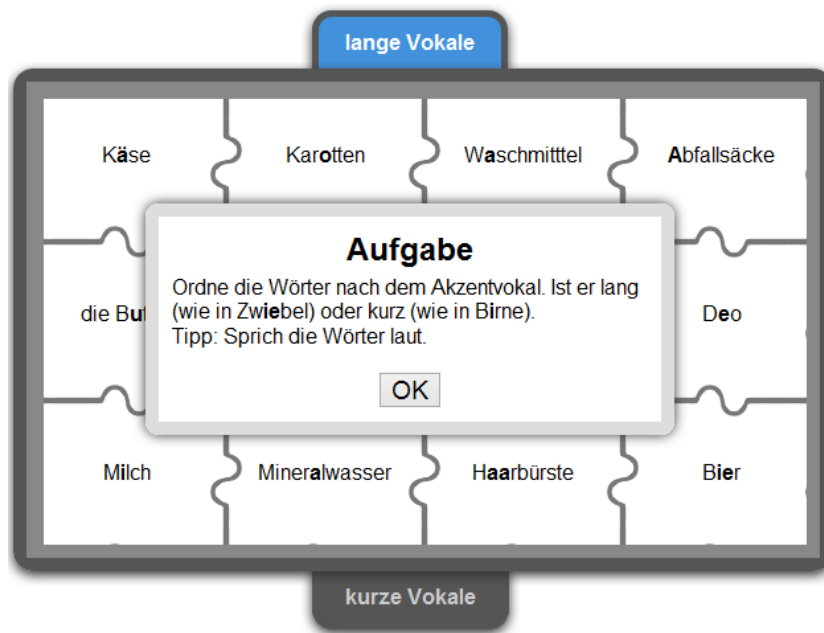 lange Vokale
Käse Karotten Waschmitttel Abfallsäcke
Aufgabe
Ordne die Wörter nach dem Akzentvokal. Ist er lang
(wie in Zwiebel) oder kurz (wie in Birne).
Tipp: Sprich die Wörter laut.
OK
die Deo
Milch Mineralwasser Haarbürste Bier
kurze Vokale